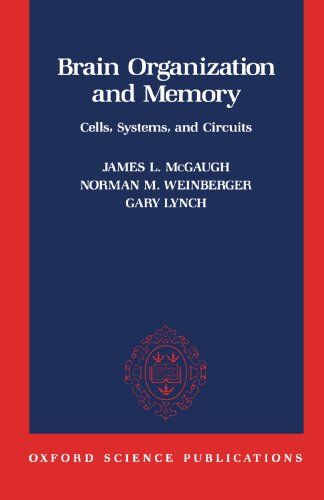 Brain Organization
and Memory
Cells, Systems, and Circuits
JAMES L. McGAUGH
NORMAN M. WEINBERGER
GARY LYNCH
OXFORD SCIENCE PUBLICATIONS